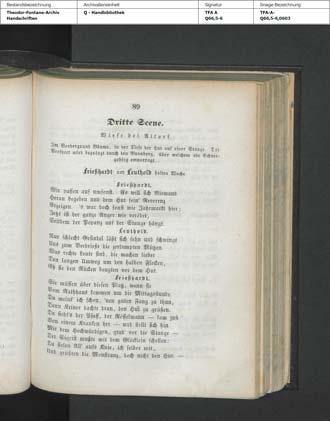 Bestandsbezeichnung Archivalieneinheit Signatur Image-Bezeichnung
Theodor-Fontane-Archiv Q - Handbibliothek TFA A TFA-A-
Handschriften Q66,5-6 Q66,5-6,0603
89
Dritte Scene.
Wiese bei Altorf.
Im Vordergrund Bäume, in der Tiefe der Hut auf einer Stange. Der
Prospect wird begränzt durch den Bannberg, über welchem ein Schnee-
gebirg emporragt.
Frießhardt und Leuthold halten Wache.
Frießhardt.
Wir passen auf umsonst. Es will sich Niemand
Heran begeben und dem Hut sein' Reverenz
Erzeigen. 's war doch sonst wie Jahrmarkt hier;
Jetzt ist der ganze Anger wie verödet,
Seitdem der Popanz auf der Stange hängt.
Leuthold.
Nur schlecht Gesindel läßt sich sehn und schwingt
Uns zum Verdrieße die zerlumpten Mützen.
Was rechte Leute sind, die machen lieber
Den langen Umweg um den halben Flecken,
Eh sie den Rücken beugten vor dem Hut.
Frießhardt.
Sie müssen über diesen Platz, wenn sie
Vom Rathhaus kommen um die Mittagsstunde.
Da meint' ich schon, 'nen guten Fang zu thun,
Denn Keiner dachte dran, den Hut zu grüßen.
Da sieht's der Pfaff, der Rösselmann — kam just
Von einem Kranken her — und stellt sich hin
Mit dem Hochwürdigen, grad' vor die Stange —
Der Sigrist mußte mit dem Glöcklein schellen:
Da fielen All' aufs Knie, ich selber mit,
Und grüßten die Monstranz, doch nicht den Hut. —